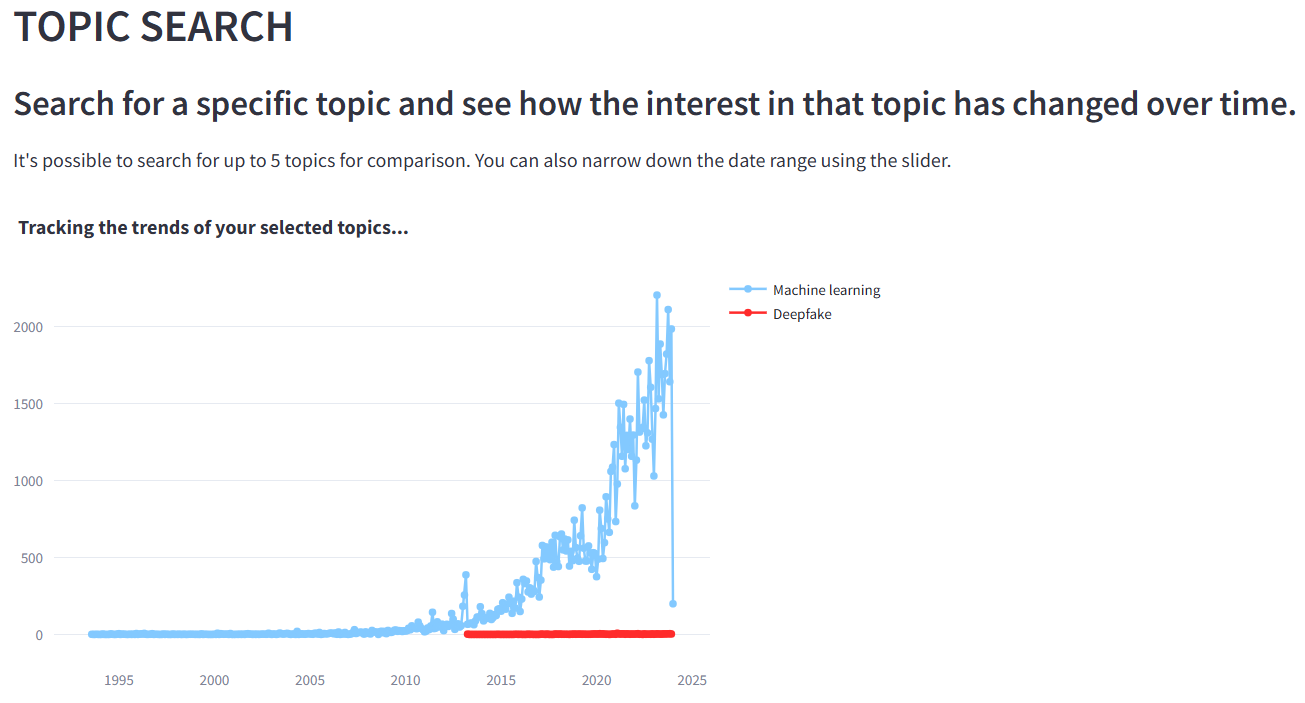 TOPIC SEARCH
Search for a specific topic and see how the interest in that topic has changed over time.
It's possible to search for up to 5 topics for comparison. You can also narrow down the date range using the slider.
Tracking the trends of your selected topics...
Machine learning
Deepfake
2000
1500
1000
500
0
1995 2000 2005 2010 2015 2020 2025